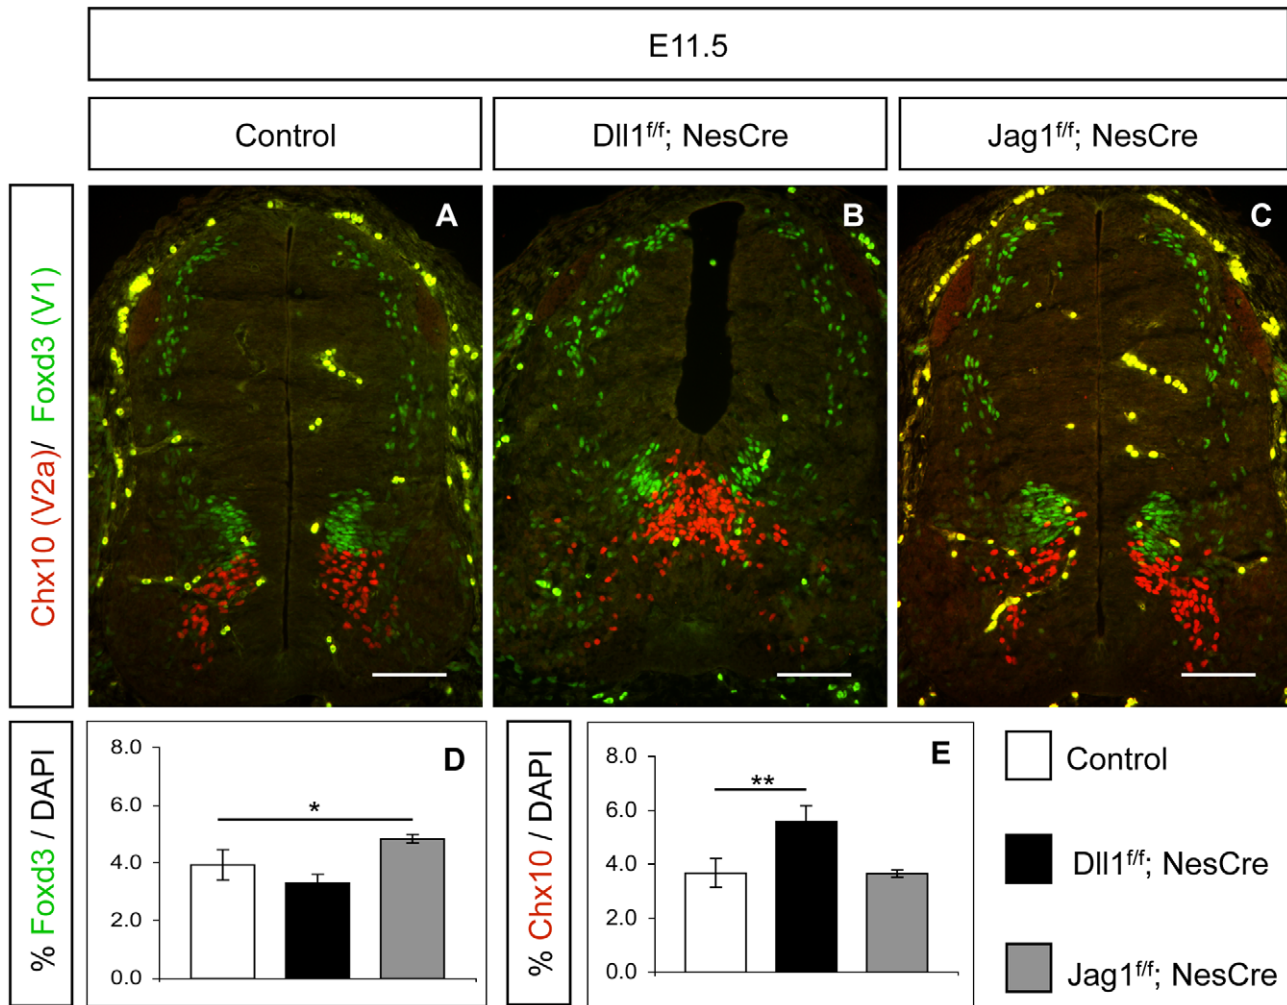 E11.5
Control
Dll1f/f; NesCre
Jag1f/f; NesCre
Chx10 (V2a)/ Foxd3 (V1)
A
B
C
% Foxd3 / DAPI
D
8.0
6.0
4.0
2.0
0.0
*
% Chx10 / DAPI
E
8.0
6.0
4.0
2.0
0.0
**
Control
Dll1f/f; NesCre
Jag1f/f; NesCre